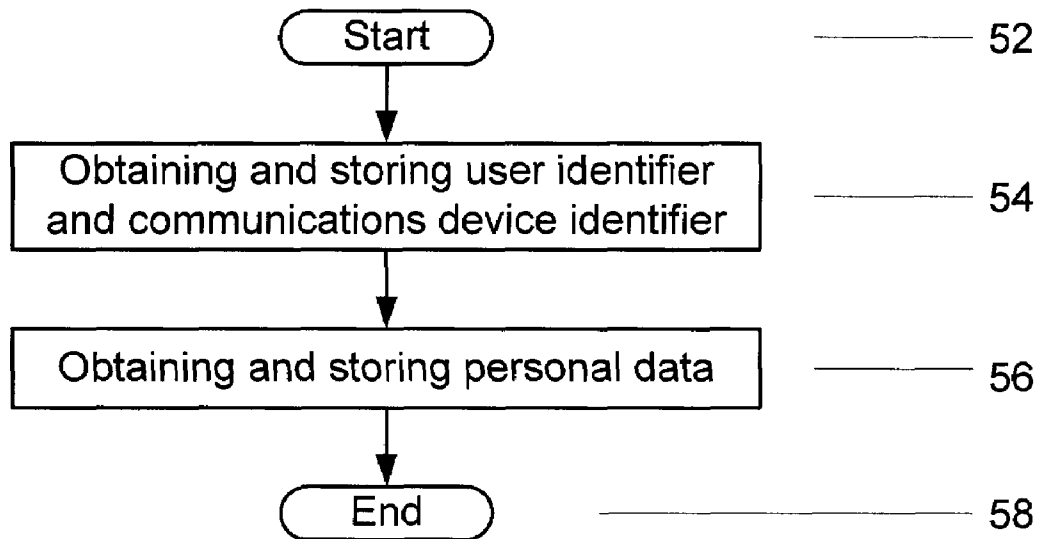 Start
52
Obtaining and storing user identifier
and communications device identifier
54
Obtaining and storing personal data
56
End
58